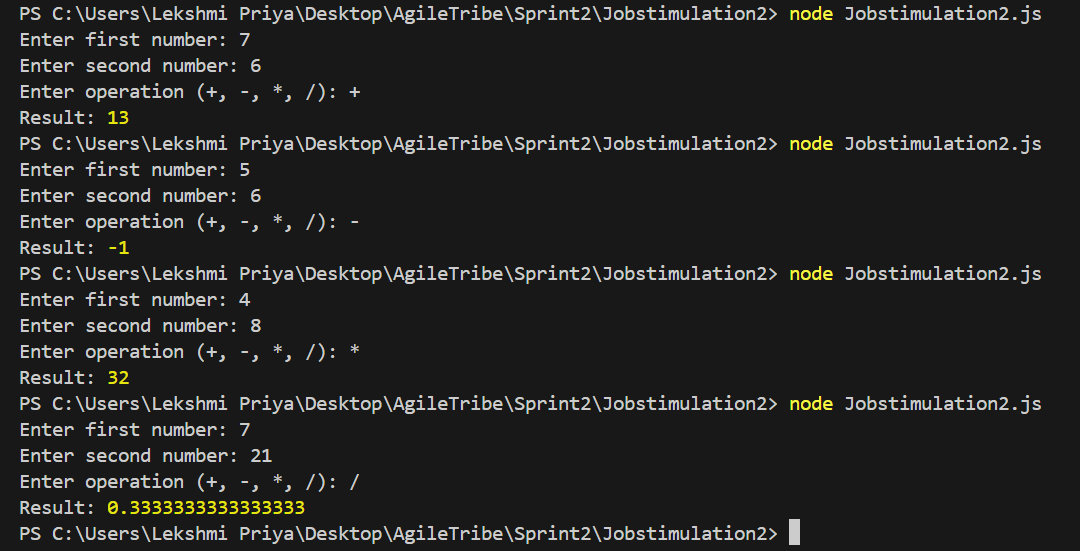 PS C:\Users\Lekshmi Priya\Desktop\AgileTribe\Sprint2\Jobstimulation2> node Jobstimulation2.js
Enter first number: 7
Enter second number: 6
Enter operation (+, -, *, /): +
Result: 13
PS C:\Users\Lekshmi Priya\Desktop\AgileTribe\Sprint2\Jobstimulation2> node Jobstimulation2.js
Enter first number: 5
Enter second number: 6
Enter operation (+, -, *, /): -
Result: -1
PS C:\Users\Lekshmi Priya\Desktop\AgileTribe\Sprint2\Jobstimulation2> node Jobstimulation2.js
Enter first number: 4
Enter second number: 8
Enter operation (+, -, *, /): *
Result: 32
PS C:\Users\Lekshmi Priya\Desktop\AgileTribe\Sprint2\Jobstimulation2> node Jobstimulation2.js
Enter first number: 7
Enter second number: 21
Enter operation (+, -, *, /): /
Result: 0.3333333333333333
PS C:\Users\Lekshmi Priya\Desktop\AgileTribe\Sprint2\Jobstimulation2>